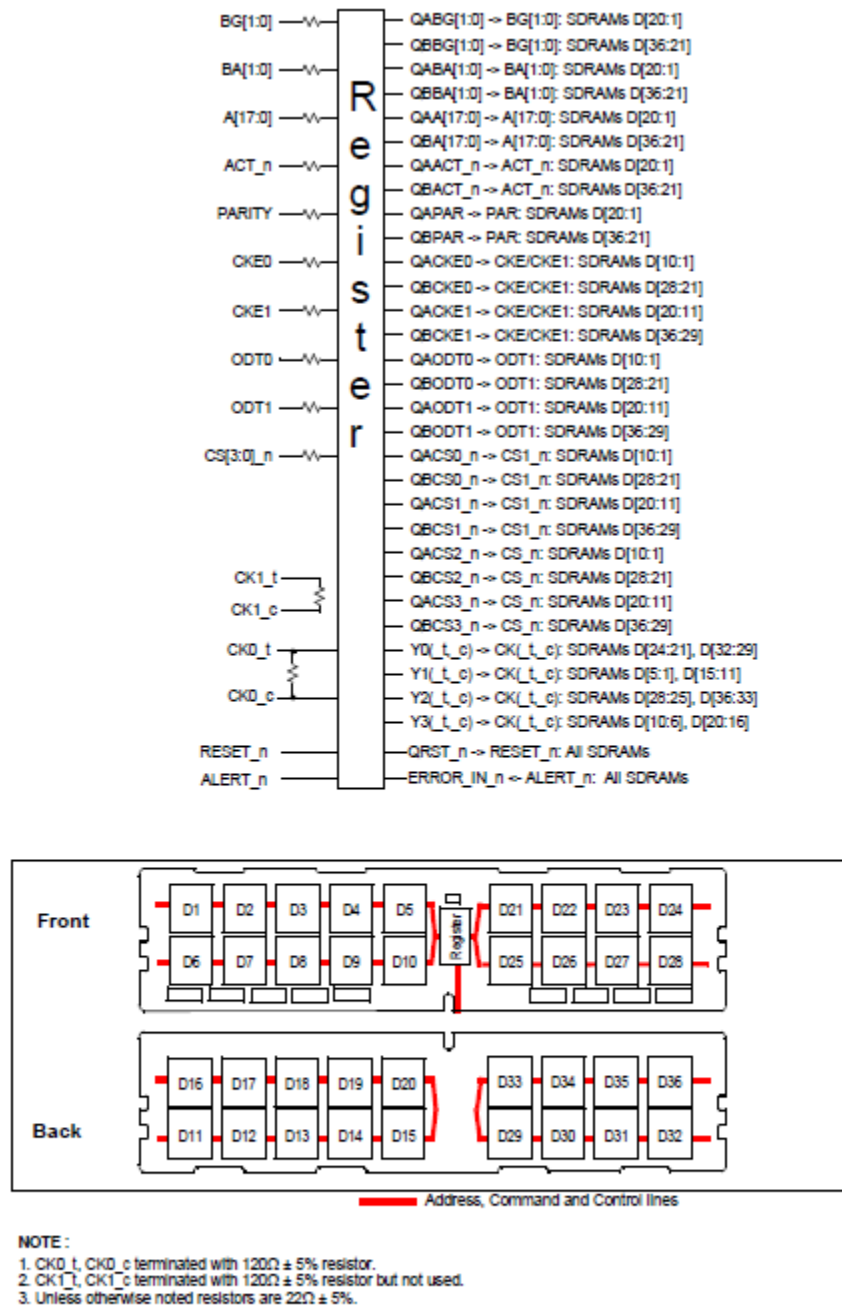 BG[1:0]
BA[1:0]
A[17:0]
ACT_n
PARITY
CKE0
CKE1
ODT0
ODT1
CS[3:0]_n
CK1_t
CK1_c
CK0_t
CK0_c
RESET_n
ALERT_n
Register
QABG[1:0] -> BG[1:0]: SDRAMs D[20:1]
QBBG[1:0] -> BG[1:0]: SDRAMs D[36:21]
QABA[1:0] -> BA[1:0]: SDRAMs D[20:1]
QBBA[1:0] -> BA[1:0]: SDRAMs D[36:21]
QAA[17:0] -> A[17:0]: SDRAMs D[20:1]
QBA[17:0] -> A[17:0]: SDRAMs D[36:21]
QAACT_n -> ACT_n: SDRAMs D[20:1]
QBACT_n -> ACT_n: SDRAMs D[36:21]
QAPAR -> PAR: SDRAMs D[20:1]
QBPAR -> PAR: SDRAMs D[36:21]
QACKE0 -> CKE/CKE1: SDRAMs D[10:1]
QBCKE0 -> CKE/CKE1: SDRAMs D[28:21]
QACKE1 -> CKE/CKE1: SDRAMs D[20:11]
QBCKE1 -> CKE/CKE1: SDRAMs D[36:29]
QAODT0 -> ODT1: SDRAMs D[10:1]
QBODT0 -> ODT1: SDRAMs D[28:21]
QAODT1 -> ODT1: SDRAMs D[20:11]
QBODT1 -> ODT1: SDRAMs D[36:29]
QACS0_n -> CS1_n: SDRAMs D[10:1]
QBCS0_n -> CS1_n: SDRAMs D[28:21]
QACS1_n -> CS1_n: SDRAMs D[20:11]
QBCS1_n -> CS1_n: SDRAMs D[36:29]
QACS2_n -> CS_n: SDRAMs D[10:1]
QBCS2_n -> CS_n: SDRAMs D[28:21]
QACS3_n -> CS_n: SDRAMs D[20:11]
QBCS3_n -> CS_n: SDRAMs D[36:29]
Y0(_t,_c) -> CK(_t,_c): SDRAMs D[24:21], D[32:29]
Y1(_t,_c) -> CK(_t,_c): SDRAMs D[5:1], D[15:11]
Y2(_t,_c) -> CK(_t,_c): SDRAMs D[28:25], D[36:33]
Y3(_t,_c) -> CK(_t,_c): SDRAMs D[10:6], D[20:16]
QRST_n -> RESET_n: All SDRAMs
ERROR_IN_n <- ALERT_n: All SDRAMs
Front
D1 D2 D3 D4 D5 Register D21 D22 D23 D24
D6 D7 D8 D9 D10 D25 D26 D27 D28
Back
D16 D17 D18 D19 D20 D33 D34 D35 D36
D11 D12 D13 D14 D15 D29 D30 D31 D32
Address, Command and Control lines
NOTE :
1. CK0_t, CK0_c terminated with 120Ω ± 5% resistor.
2. CK1_t, CK1_c terminated with 120Ω ± 5% resistor but not used.
3. Unless otherwise noted resistors are 22Ω ± 5%.